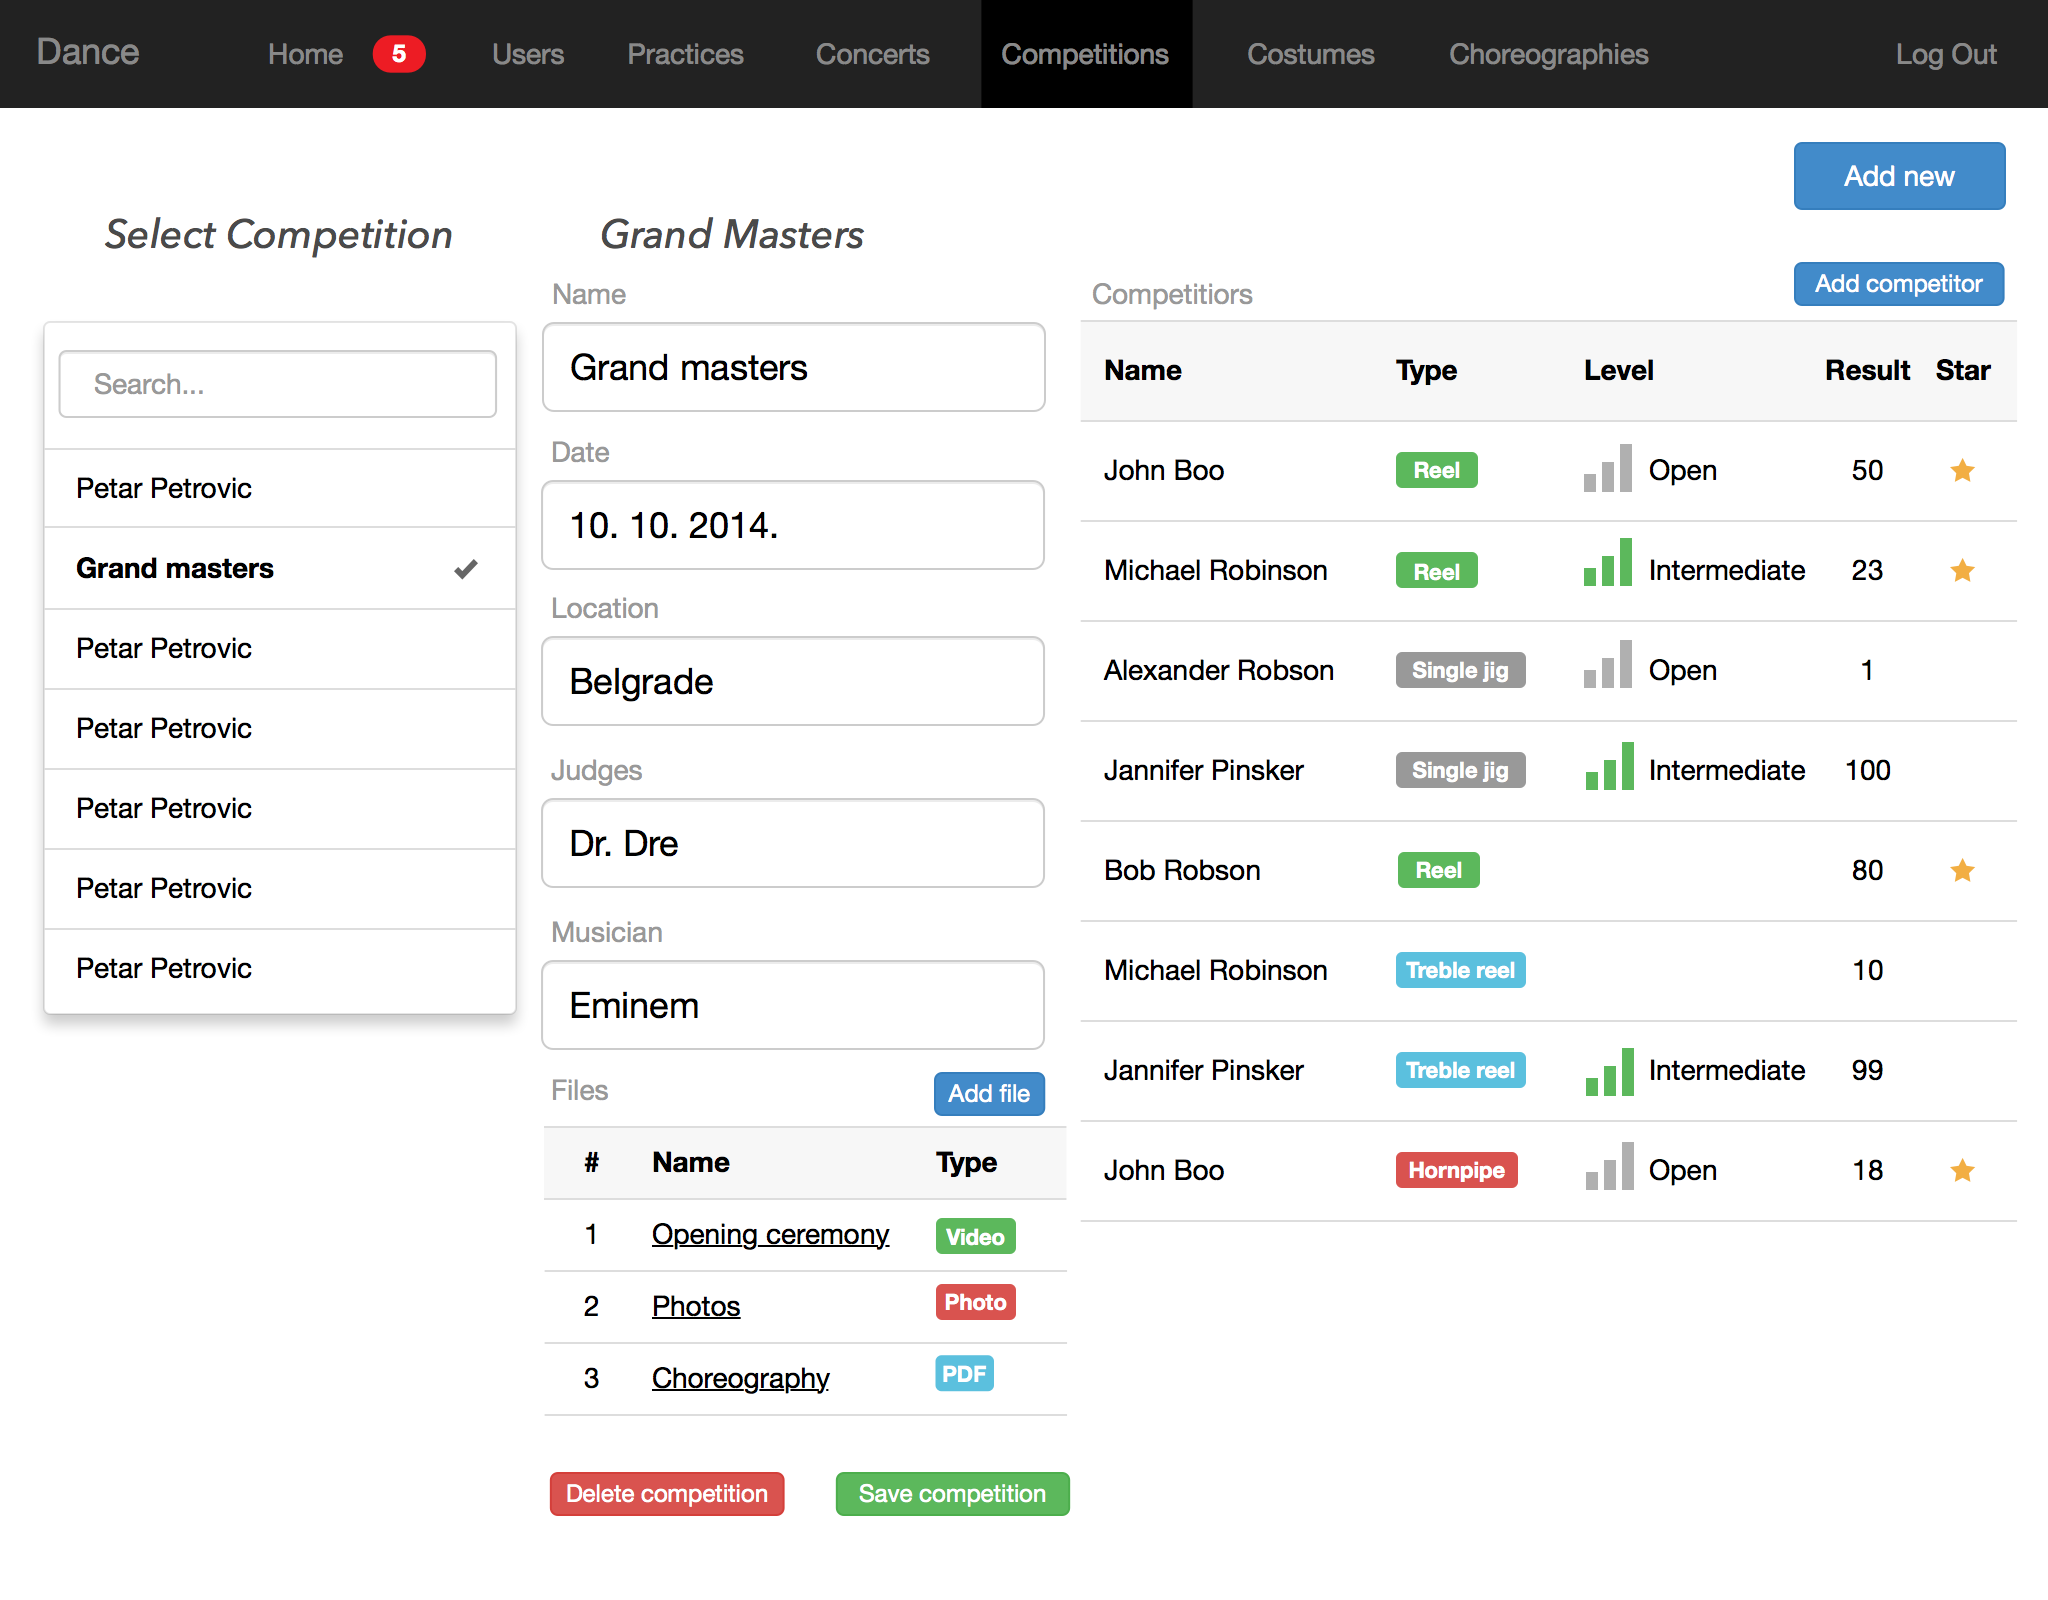 Dance Home 5 Users Practices Concerts Competitions Costumes Choreographies Log Out
Add new
Select Competition
Search...
Petar Petrovic
Grand masters
Petar Petrovic
Petar Petrovic
Petar Petrovic
Petar Petrovic
Petar Petrovic
Grand Masters
Name
Grand masters
Date
10. 10. 2014.
Location
Belgrade
Judges
Dr. Dre
Musician
Eminem
Files Add file
# Name Type
1 Opening ceremony Video
2 Photos Photo
3 Choreography PDF
Delete competition Save competition
Competitiors Add competitor
Name Type Level Result Star
John Boo Reel Open 50
Michael Robinson Reel Intermediate 23
Alexander Robson Single jig Open 1
Jannifer Pinsker Single jig Intermediate 100
Bob Robson Reel 80
Michael Robinson Treble reel 10
Jannifer Pinsker Treble reel Intermediate 99
John Boo Hornpipe Open 18